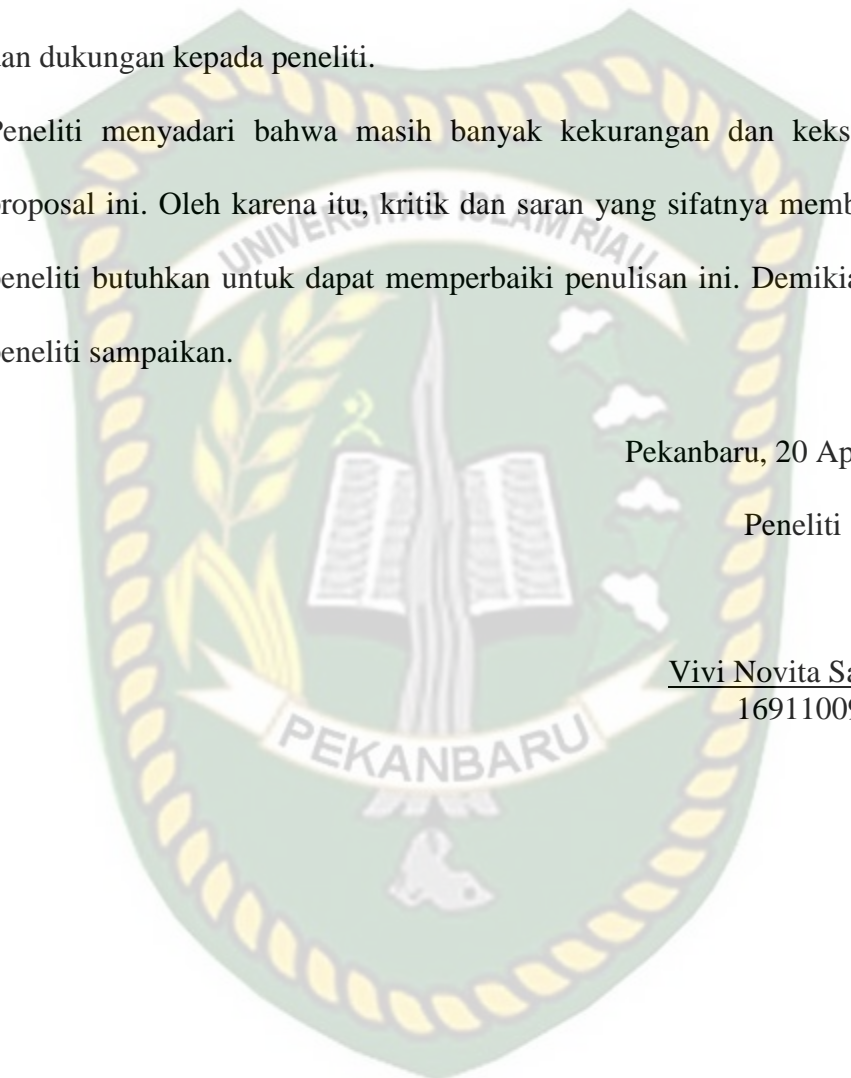 dan dukungan kepada peneliti.
Peneliti menyadari bahwa masih banyak kekurangan dan keks
proposal ini. Oleh karena itu, kritik dan saran yang sifatnya memb
UNIVERSITAS ISLAM RIAU
peneliti butuhkan untuk dapat memperbaiki penulisan ini. Demikia
peneliti sampaikan.
Pekanbaru, 20 Ap
Peneliti
Vivi Novita Sa
16911009
PEKANBARU